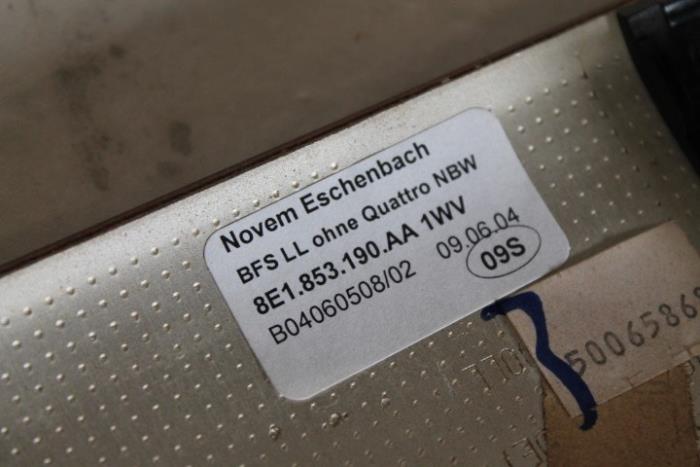 Novem Eschenbach
BFS LL ohne Quattro NBW
8E1.853.190.AA 1WV
B04060508/02 09.06.04
09S
50065868